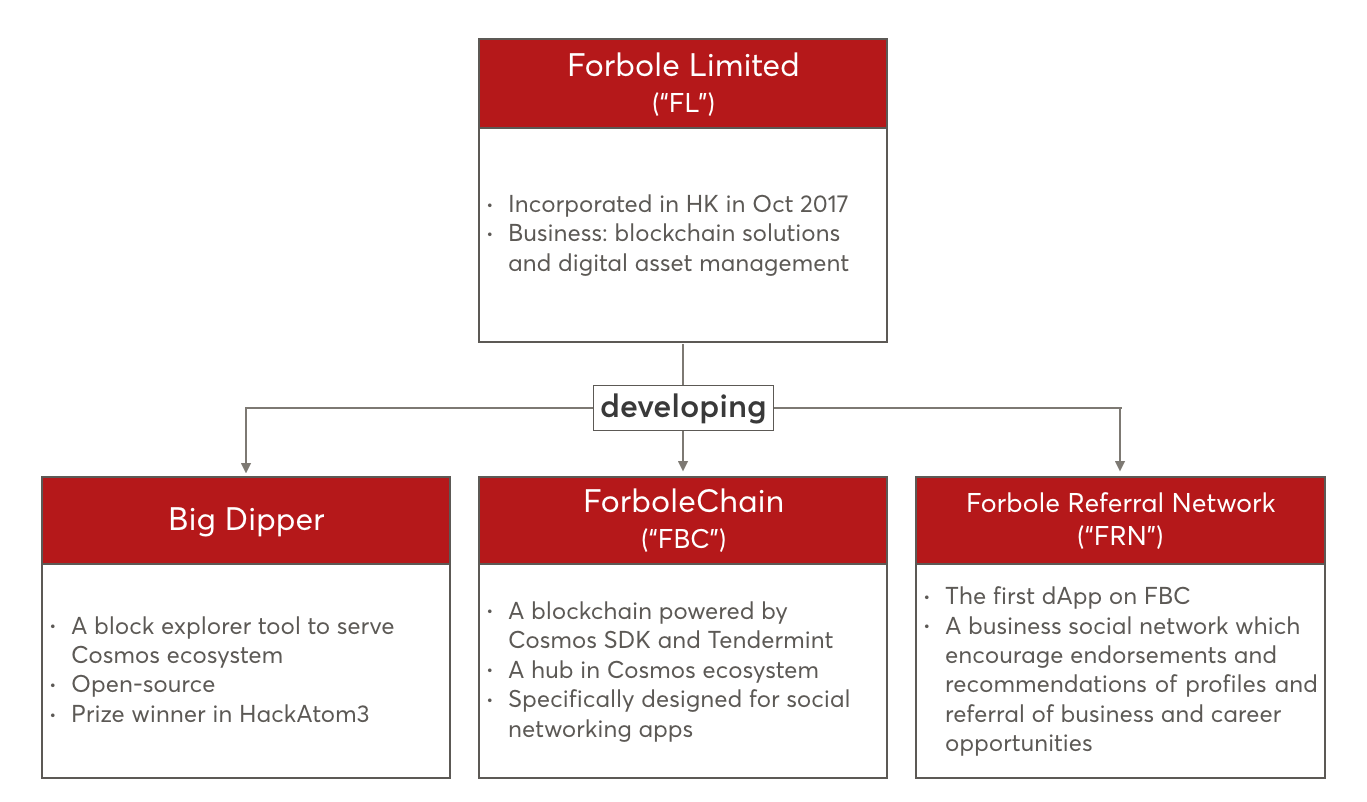 Forbole Limited
(“FL”)
· Incorporated in HK in Oct 2017
· Business: blockchain solutions
and digital asset management
developing
Big Dipper
· A block explorer tool to serve
Cosmos ecosystem
· Open-source
· Prize winner in HackAtom3
ForboleChain
(“FBC”)
· A blockchain powered by
Cosmos SDK and Tendermint
· A hub in Cosmos ecosystem
· Specifically designed for social
networking apps
Forbole Referral Network
(“FRN”)
· The first dApp on FBC
· A business social network which
encourage endorsements and
recommendations of profiles and
referral of business and career
opportunities